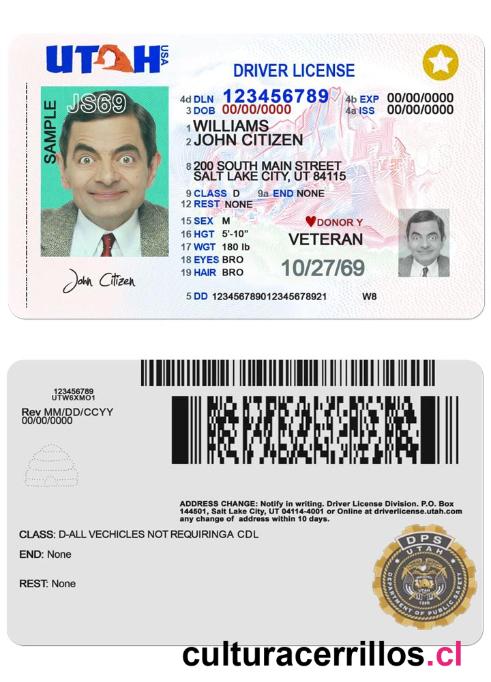 UTAH USA
DRIVER LICENSE
SAMPLE
JS69
4d DLN 123456789 4b EXP 00/00/0000
3 DOB 00/00/0000 4a ISS 00/00/0000
1 WILLIAMS
2 JOHN CITIZEN
8 200 SOUTH MAIN STREET
SALT LAKE CITY, UT 84115
9 CLASS D 9a END NONE
12 REST NONE
15 SEX M DONOR Y
16 HGT 5'-10" VETERAN
17 WGT 180 lb
18 EYES BRO
19 HAIR BRO 10/27/69
John Citizen
5 DD 123456789012345678921 W8
123456789
UTW6XMO1
Rev MM/DD/CCYY
00/00/0000
ADDRESS CHANGE: Notify in writing. Driver License Division. P.O. Box
144501, Salt Lake City, UT 04114-4001 or Online at driverlicense.utah.com
any change of address within 10 days.
CLASS: D-ALL VECHICLES NOT REQUIRINGA CDL
END: None
REST: None
DPS
UTAH
DEPARTMENT OF PUBLIC SAFETY
1896
culturacerrillos.cl